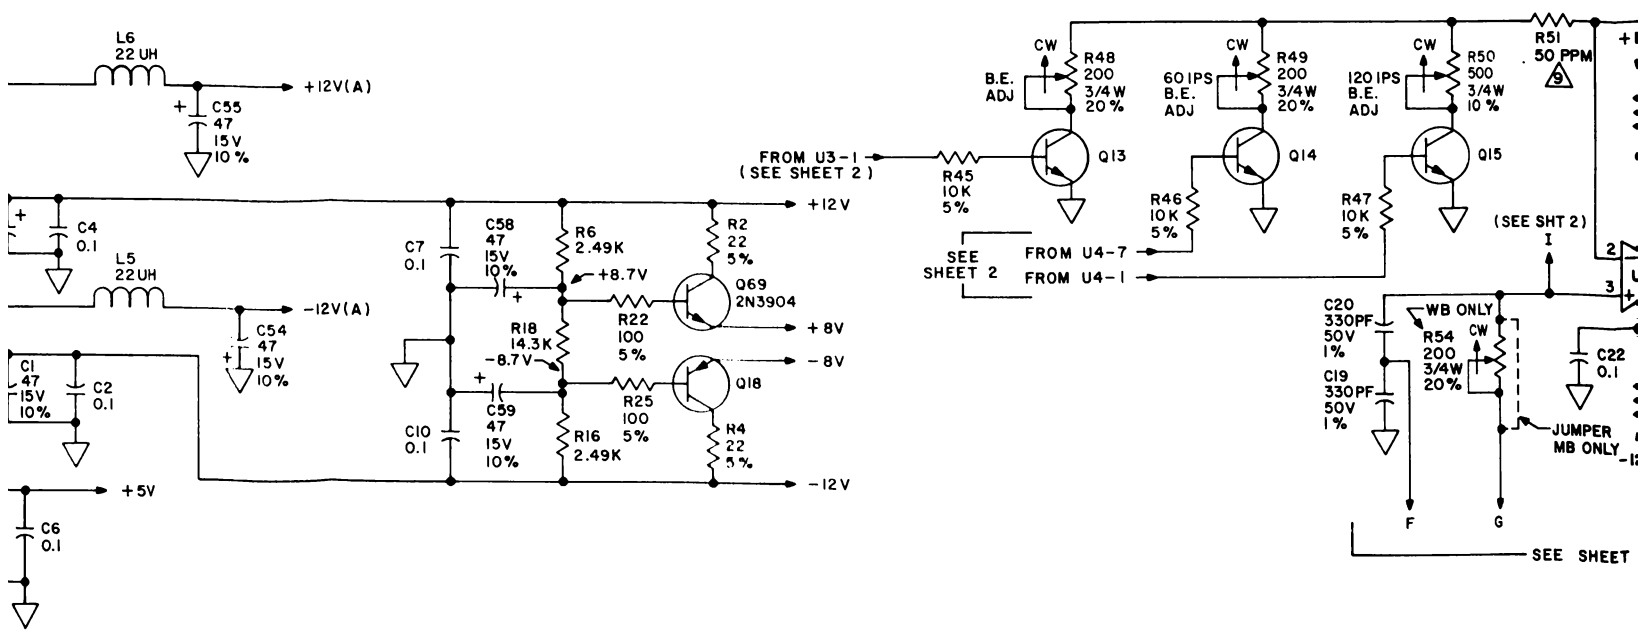 L6
22 UH
+12V(A)
+
C55
47
15V
10%
+
C4
0.1
+12V
L5
22UH
-12V(A)
+
C54
47
15V
10%
C1
47
15V
10%
C2
0.1
+5V
C6
0.1
C7
0.1
C58
47
15V
10%
+
R6
2.49K
+8.7V
R2
22
5%
Q69
2N3904
R22
100
5%
+8V
R18
14.3K
-8.7V
-8V
+
C59
47
15V
10%
R25
100
5%
Q18
C10
0.1
R16
2.49K
R4
22
5%
-12V
FROM U3-1
(SEE SHEET 2)
R45
10K
5%
B.E.
ADJ
CW
R48
200
3/4W
20%
Q13
60 IPS
B.E.
ADJ
CW
R49
200
3/4W
20%
Q14
R46
10K
5%
120 IPS
B.E.
ADJ
CW
R50
500
3/4W
10%
Q15
R47
10K
5%
R51
50 PPM
9
SEE
SHEET 2
FROM U4-7
FROM U4-1
(SEE SHT 2)
I
2
3
+
C20
330PF
50V
1%
C19
330PF
50V
1%
WB ONLY
R54
200
3/4W
20%
CW
C22
0.1
JUMPER
MB ONLY
F
G
SEE SHEET